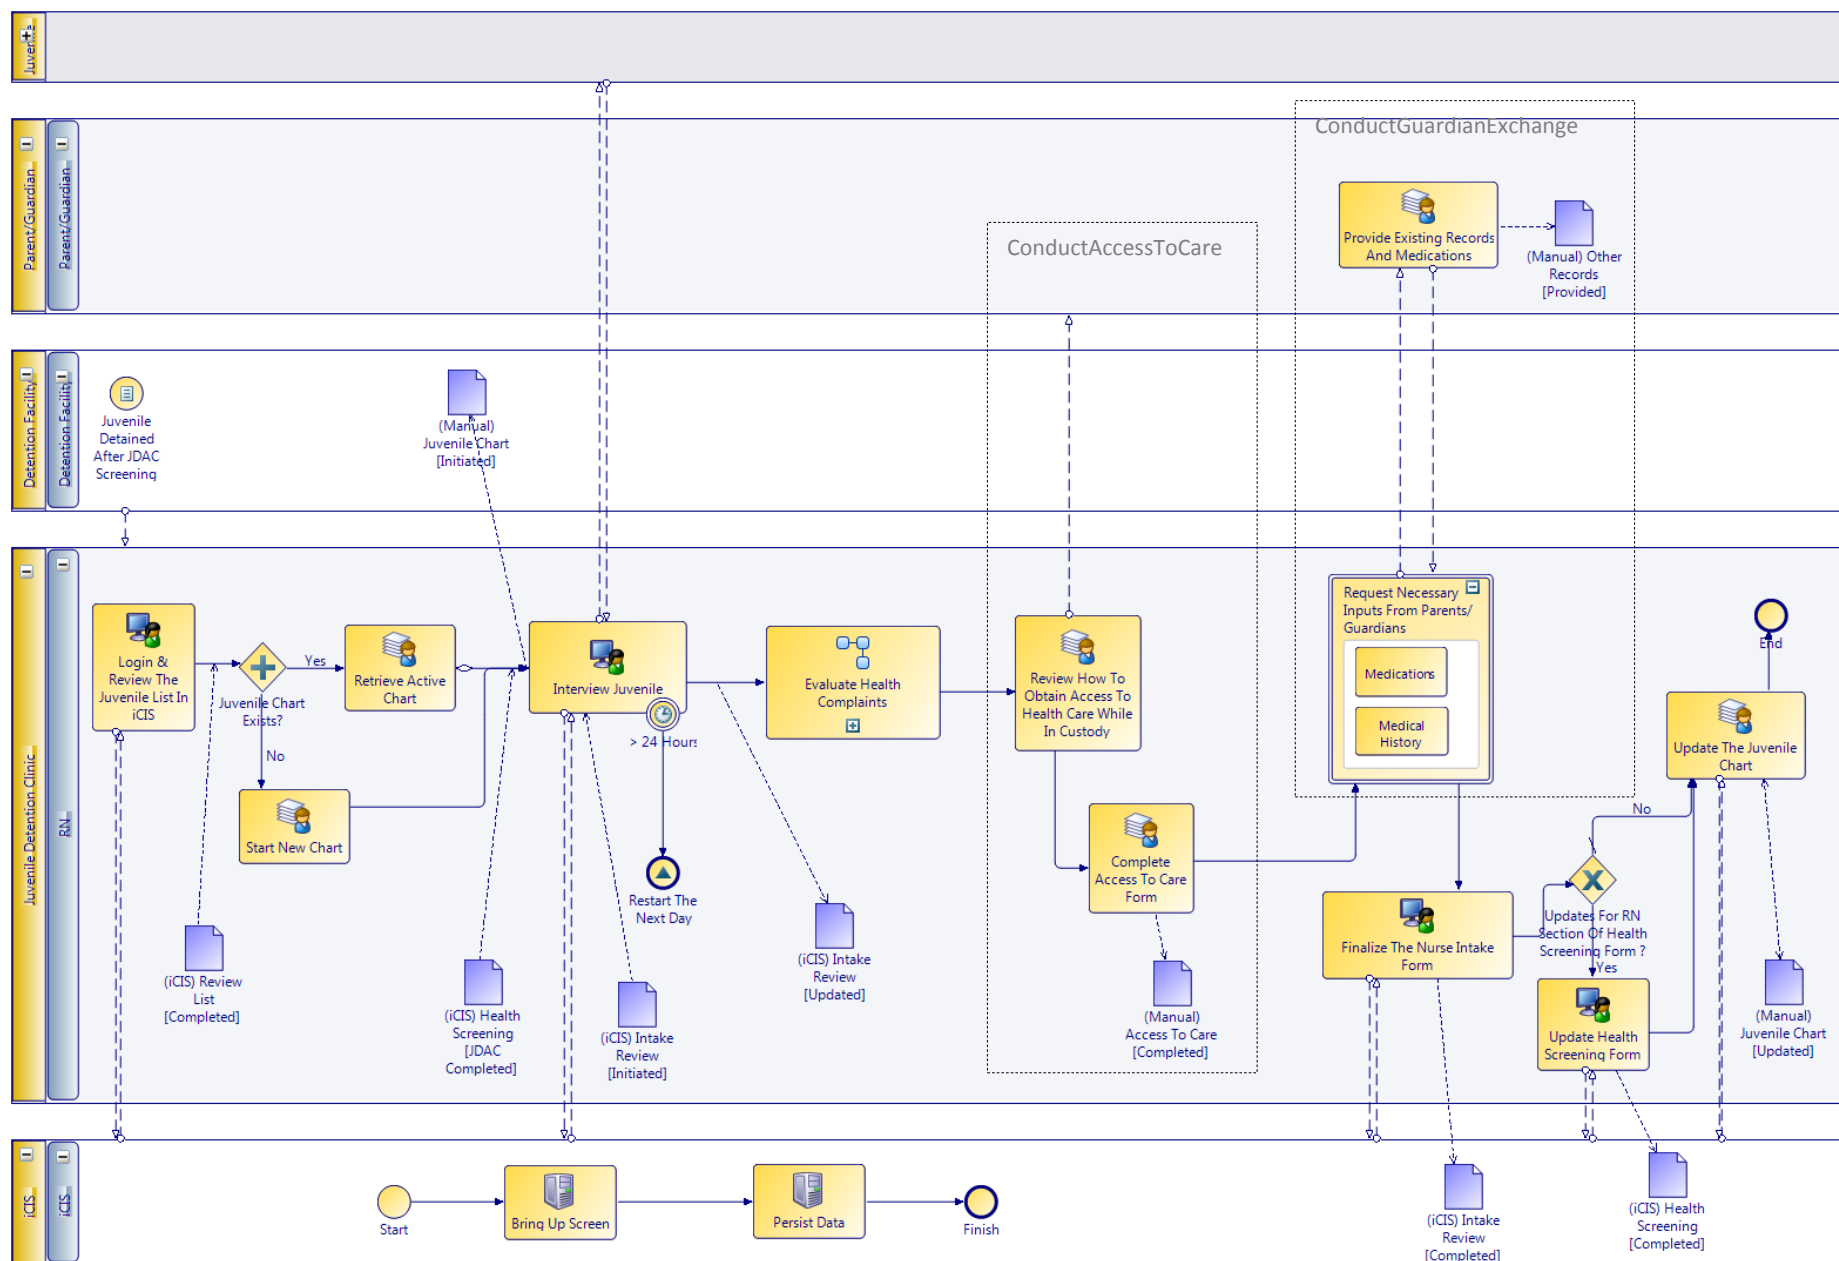 Juvenile
Parent/Guardian
Parent/Guardian
ConductGuardianExchange
Provide Existing Records
And Medications
(Manual) Other
Records
[Provided]
ConductAccessToCare
Detention Facility
Detention Facility
Juvenile
Detained
After JDAC
Screening
(Manual)
Juvenile Chart
[Initiated]
Juvenile Detention Clinic
RN
Login &
Review The
Juvenile List In
iCIS
Juvenile Chart
Exists?
Yes
No
Retrieve Active
Chart
Start New Chart
(iCIS) Review
List
[Completed]
Interview Juvenile
> 24 Hours
Restart The
Next Day
(iCIS) Health
Screening
[JDAC
Completed]
(iCIS) Intake
Review
[Initiated]
Evaluate Health
Complaints
(iCIS) Intake
Review
[Updated]
Review How To
Obtain Access To
Health Care While
In Custody
Complete
Access To Care
Form
(Manual)
Access To Care
[Completed]
Request Necessary
Inputs From Parents/
Guardians
Medications
Medical
History
Finalize The Nurse Intake
Form
Updates For RN
Section Of Health
Screening Form ?
No
Yes
Update Health
Screening Form
Update The Juvenile
Chart
End
(Manual)
Juvenile Chart
[Updated]
iCIS
iCIS
Start
Bring Up Screen
Persist Data
Finish
(iCIS) Intake
Review
[Completed]
(iCIS) Health
Screening
[Completed]